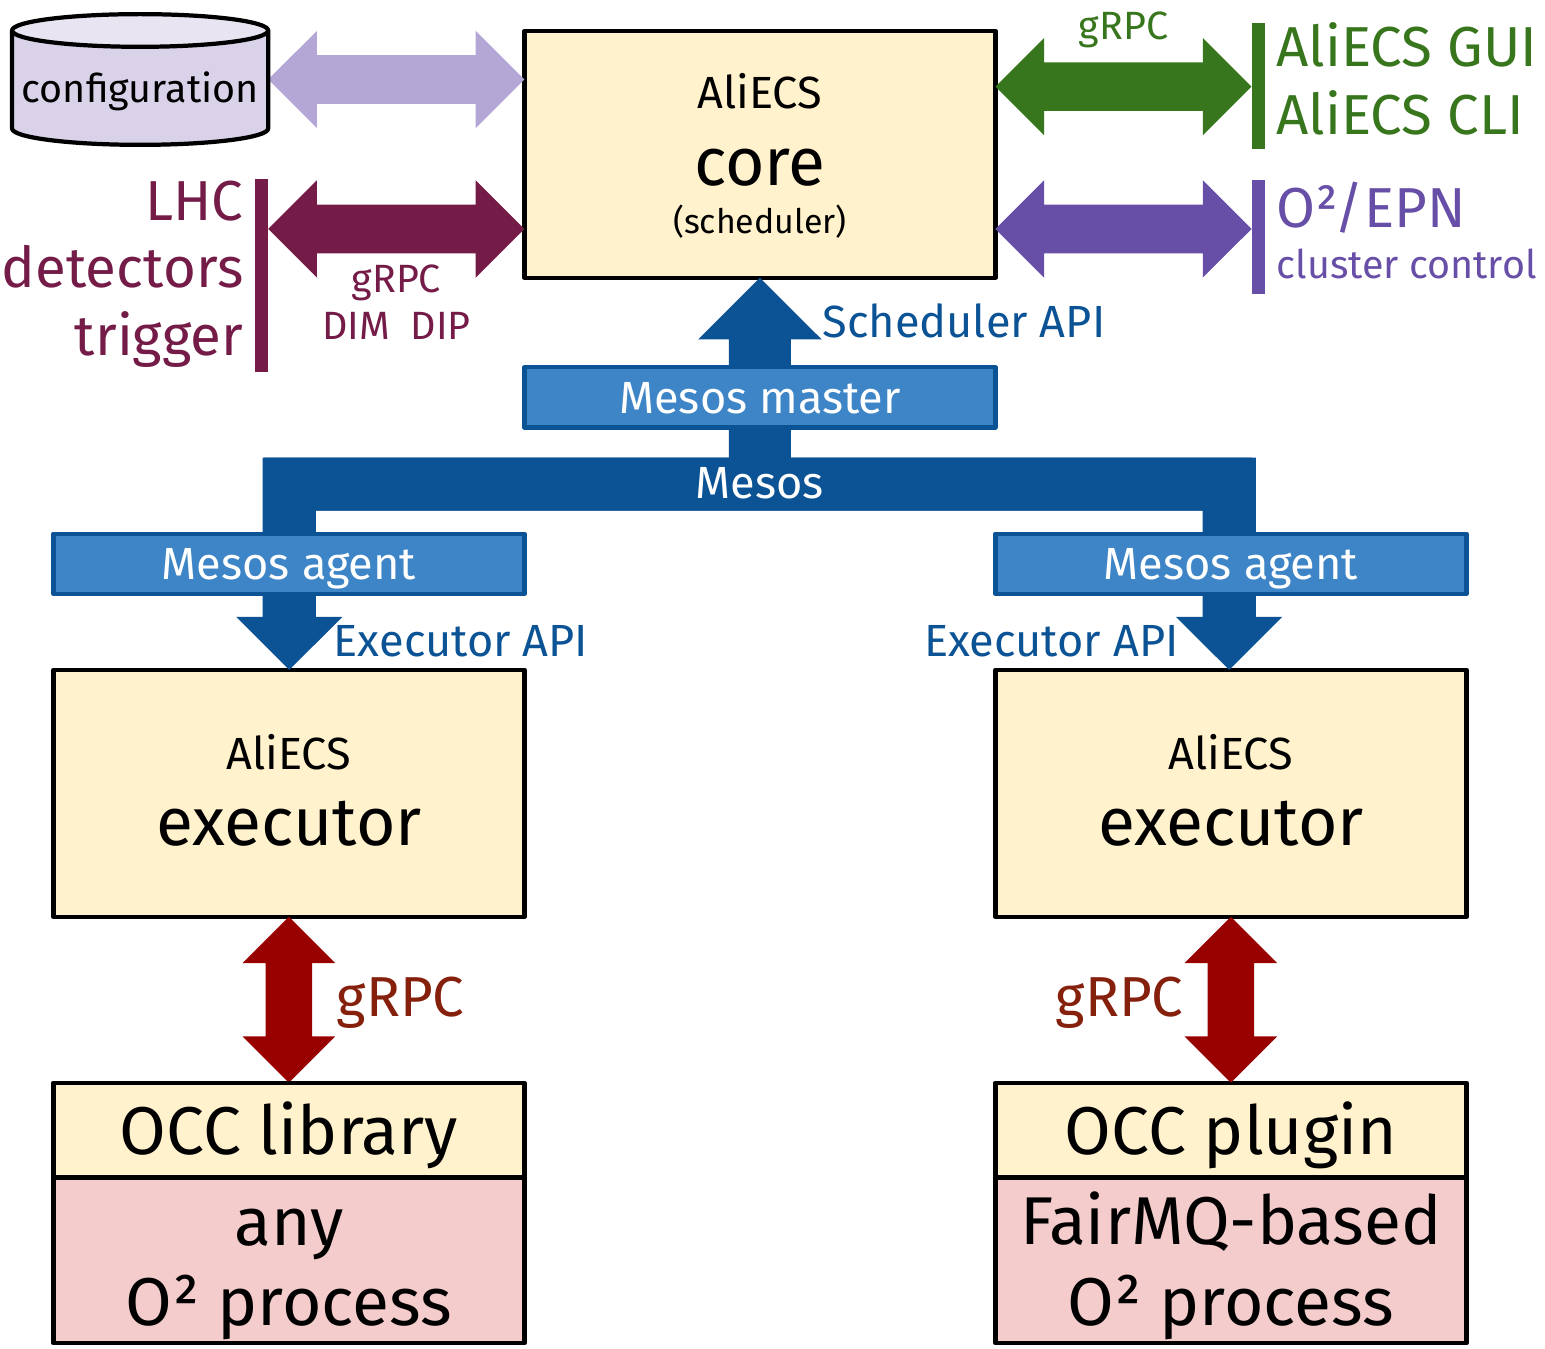 configuration
AliECS
core
(scheduler)
gRPC
AliECS GUI
AliECS CLI
LHC
detectors
trigger
gRPC
DIM DIP
O²/EPN
cluster control
Scheduler API
Mesos master
Mesos
Mesos agent
Mesos agent
Executor API
Executor API
AliECS
executor
AliECS
executor
gRPC
gRPC
OCC library
any
O² process
OCC plugin
FairMQ-based
O² process